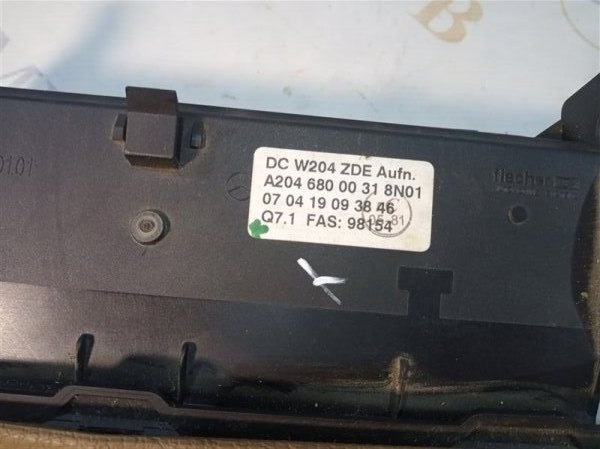 DC W204 ZDE Aufn.
A204 680 00 31 8N01
07 04 19 09 38 46
Q7.1 FAS: 98154
0101
fischer
B